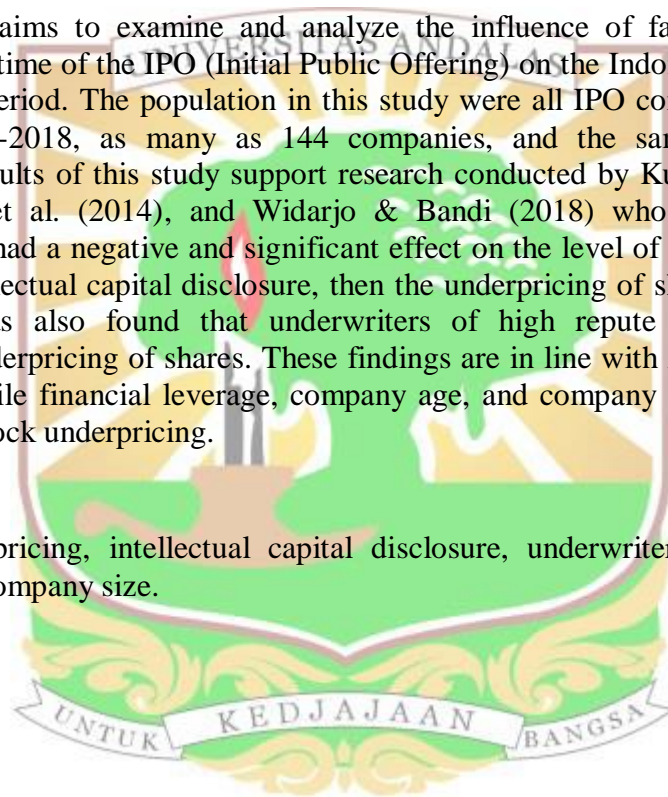 aims to examine and analyze the influence of fa
UNIVERSITAS ANDALAS
time of the IPO (Initial Public Offering) on the Indo
eriod. The population in this study were all IPO co
-2018, as many as 144 companies, and the sar
sults of this study support research conducted by Ku
et al. (2014), and Widarjo & Bandi (2018) who
had a negative and significant effect on the level of
llectual capital disclosure, then the underpricing of s
as also found that underwriters of high repute
derpricing of shares. These findings are in line with
ile financial leverage, company age, and company
ock underpricing.
pricing, intellectual capital disclosure, underwriter
ompany size.
UNTUK KEDJAJAAN BANGSA